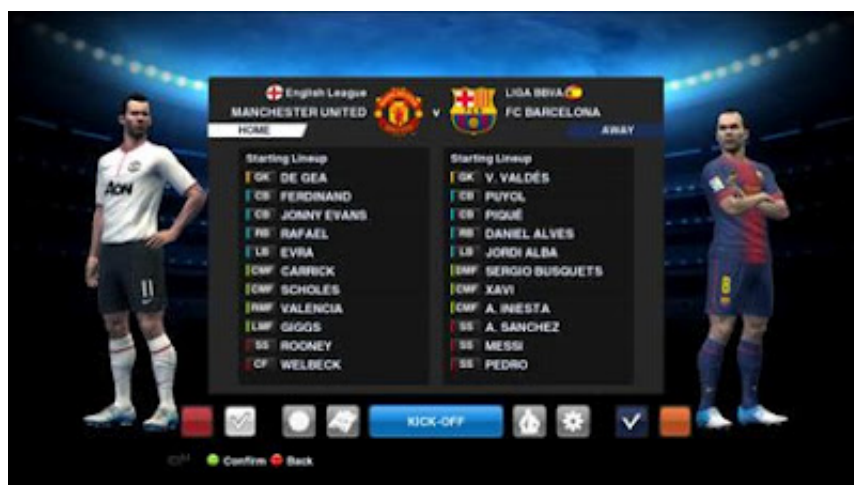 English League
MANCHESTER UNITED
HOME
v
LIGA BBVA
FC BARCELONA
AWAY
Starting Lineup
GK DE GEA
CB FERDINAND
CB JONNY EVANS
RB RAFAEL
LB EVRA
CMF CARRICK
CMF SCHOLES
RMF VALENCIA
LMF GIGGS
SS ROONEY
CF WELBECK
Starting Lineup
GK V. VALDÉS
CB PUYOL
CB PIQUÉ
RB DANIEL ALVES
LB JORDI ALBA
DMF SERGIO BUSQUETS
CMF XAVI
CMF A. INIESTA
SS A. SANCHEZ
SS MESSI
SS PEDRO
AON
11
8
KICK-OFF
Confirm Back